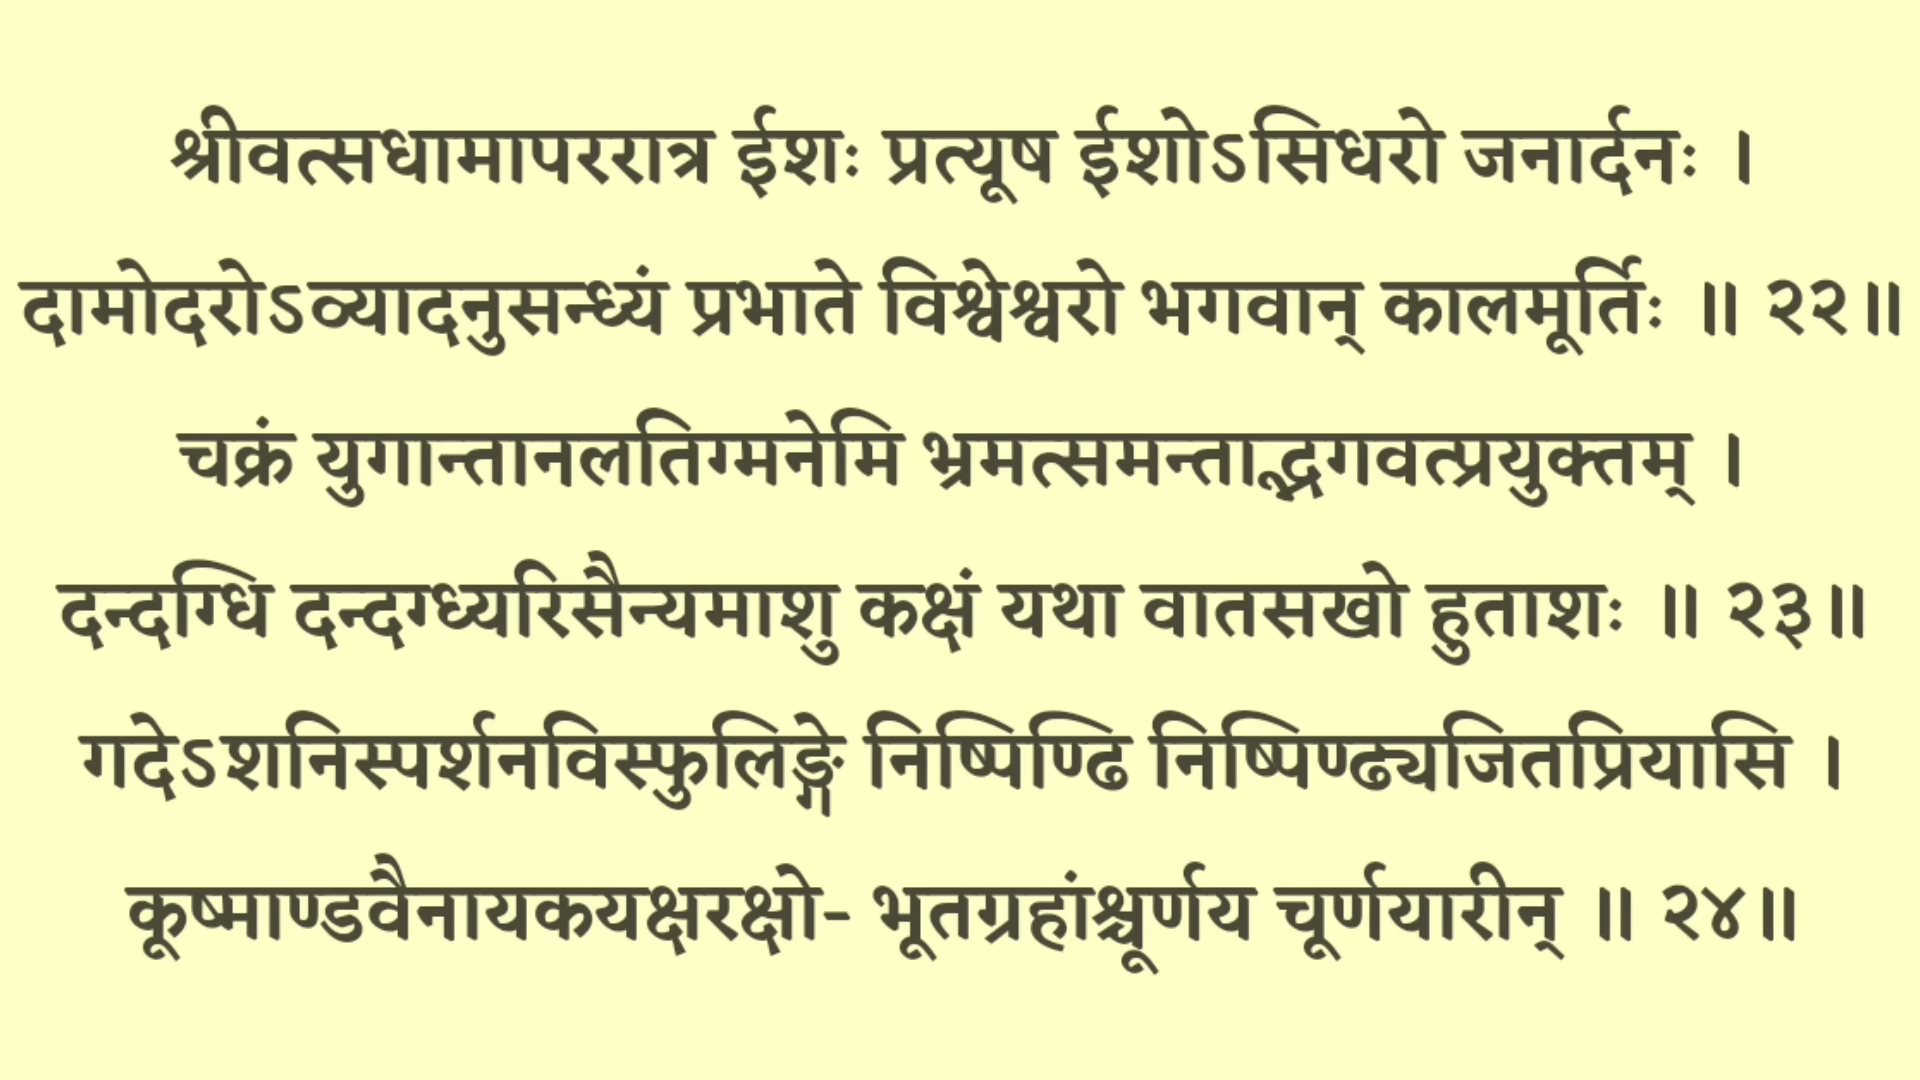 श्रीवत्सधामापररात्र ईशः प्रत्यूष ईशोऽसिधरो जनार्दनः ।
दामोदरोऽव्यादनुसन्ध्यं प्रभाते विश्वेश्वरो भगवान् कालमूर्तिः ॥ २२॥
चक्रं युगान्तानलतिग्मनेमि भ्रमत्समन्ताद्भगवत्प्रयुक्तम् ।
दन्दग्धि दन्दग्ध्यरिसैन्यमाशु कक्षं यथा वातसखो हुताशः ॥ २३॥
गदेऽशनिस्पर्शनविस्फुलिङ्गे निष्पिण्ढि निष्पिण्ढ्यजितप्रियासि ।
कूष्माण्डवैनायकयक्षरक्षो- भूतग्रहांश्चूर्णय चूर्णयारीन् ॥ २४॥